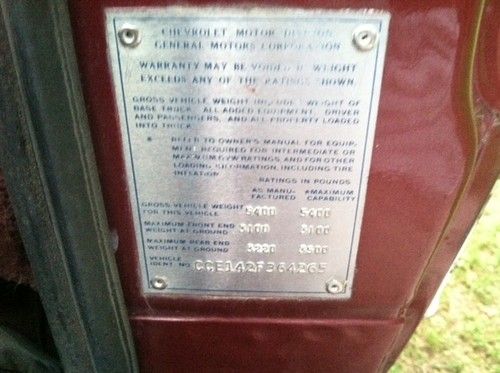 CHEVROLET MOTOR DIVISION
GENERAL MOTORS CORPORATION
WARRANTY MAY BE VOIDED IF WEIGHT
EXCEEDS ANY OF THE RATINGS SHOWN.
GROSS VEHICLE WEIGHT INCLUDES WEIGHT OF
BASE TRUCK, ALL ADDED EQUIPMENT, DRIVER
AND PASSENGERS, AND ALL PROPERTY LOADED
INTO TRUCK
REFER TO OWNER'S MANUAL FOR EQUIP-
MENT REQUIRED FOR INTERMEDIATE OR
MAXIMUM GVW RATINGS AND FOR OTHER
LOADING INFORMATION, INCLUDING TIRE
INFLATION
RATINGS IN POUNDS
AS MANU- MAXIMUM
FACTURED CAPABILITY
GROSS VEHICLE WEIGHT
FOR THIS VEHICLE 5400 5400
MAXIMUM FRONT END
WEIGHT AT GROUND 3100 3100
MAXIMUM REAR END
WEIGHT AT GROUND
VEHICLE
IDENT. NO. CCE142F364265